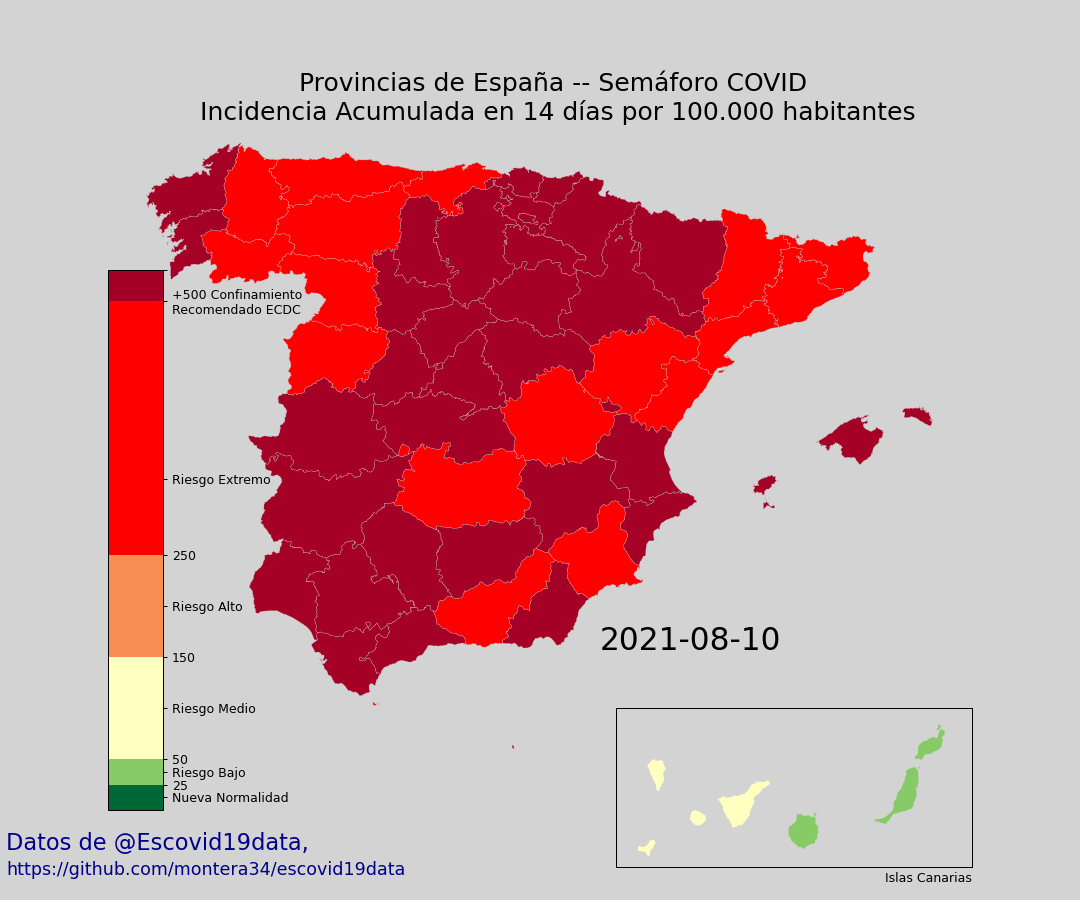 Provincias de España -- Semáforo COVID
Incidencia Acumulada en 14 días por 100.000 habitantes
+500 Confinamiento
Recomendado ECDC
Riesgo Extremo
250
Riesgo Alto
150
Riesgo Medio
50
Riesgo Bajo
25
Nueva Normalidad
2021-08-10
Islas Canarias
Datos de @Escovid19data,
https://github.com/montera34/escovid19data